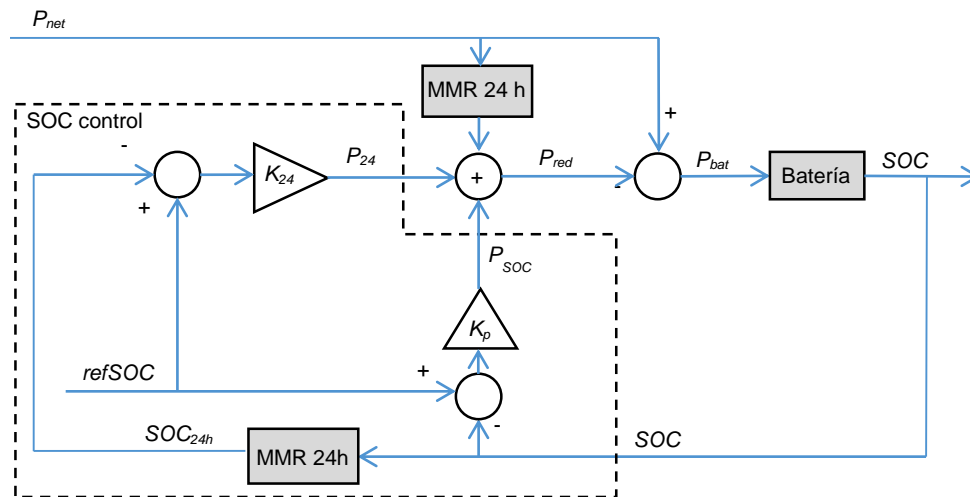 Pnet
MMR 24 h
SOC control
-
+
K24
P24
+
Pred
-
+
Pbat
Batería
SOC
PSOC
Kp
refSOC
+
-
SOC24h
MMR 24h
SOC